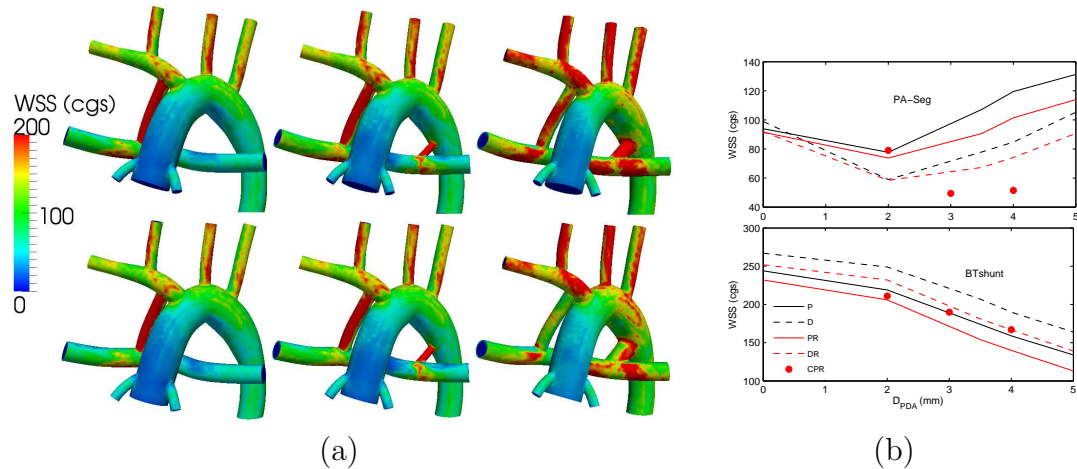 WSS (cgs)
200
100
0
(a)
140
120
100
80
60
40
WSS (cgs)
PA-Seg
0 1 2 3 4 5
300
250
200
150
100
WSS (cgs)
BTshunt
P
D
PR
DR
CPR
0 1 2 3 4 5
D_PDA (mm)
(b)